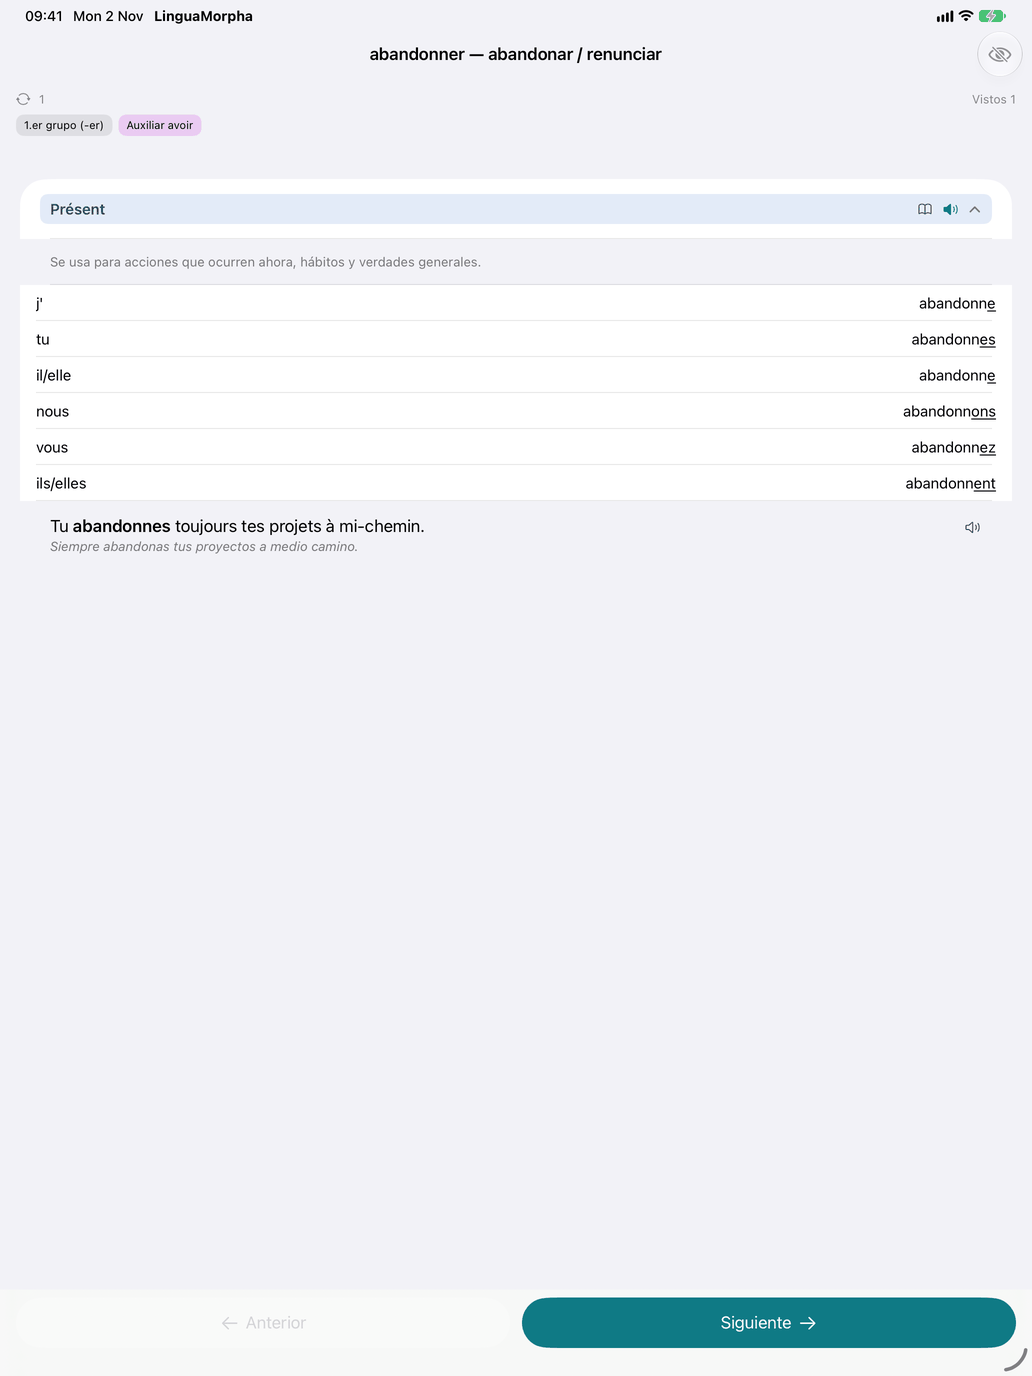 09:41 Mon 2 Nov LinguaMorpha
abandonner — abandonar / renunciar
1 Vistos 1
1.er grupo (-er) Auxiliar avoir
Présent
Se usa para acciones que ocurren ahora, hábitos y verdades generales.
j' abandonne
tu abandonnes
il/elle abandonne
nous abandonnons
vous abandonnez
ils/elles abandonnent
Tu abandonnes toujours tes projets à mi-chemin.
Siempre abandonas tus proyectos a medio camino.
← Anterior Siguiente →